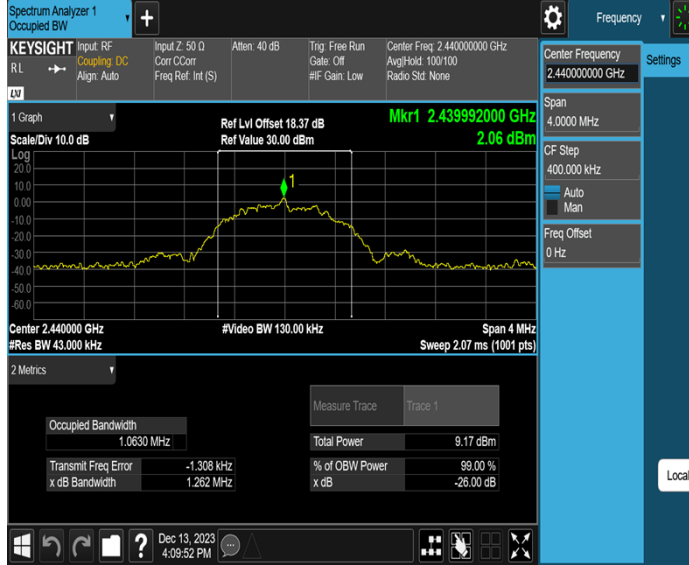 Spectrum Analyzer 1
Occupied BW
+
Frequency
KEYSIGHT
RL
LXI
Input: RF
Coupling: DC
Align: Auto
Input Z: 50 Ω
Corr CCorr
Freq Ref: Int (S)
Atten: 40 dB
Trig: Free Run
Gate: Off
#IF Gain: Low
Center Freq: 2.440000000 GHz
Avg|Hold: 100/100
Radio Std: None
Center Frequency
2.440000000 GHz
Settings
Span
4.0000 MHz
CF Step
400.000 kHz
Auto
Man
Freq Offset
0 Hz
1 Graph
Scale/Div 10.0 dB
Ref Lvl Offset 18.37 dB
Ref Value 30.00 dBm
Mkr1 2.439992000 GHz
2.06 dBm
Log
20.0
10.0
0.00
-10.0
-20.0
-30.0
-40.0
-50.0
-60.0
1
Center 2.440000 GHz
#Res BW 43.000 kHz
#Video BW 130.00 kHz
Span 4 MHz
Sweep 2.07 ms (1001 pts)
2 Metrics
Measure Trace
Trace 1
Occupied Bandwidth
1.0630 MHz
Total Power
9.17 dBm
Transmit Freq Error
-1.308 kHz
% of OBW Power
99.00 %
x dB Bandwidth
1.262 MHz
x dB
-26.00 dB
Local
?
Dec 13, 2023
4:09:52 PM